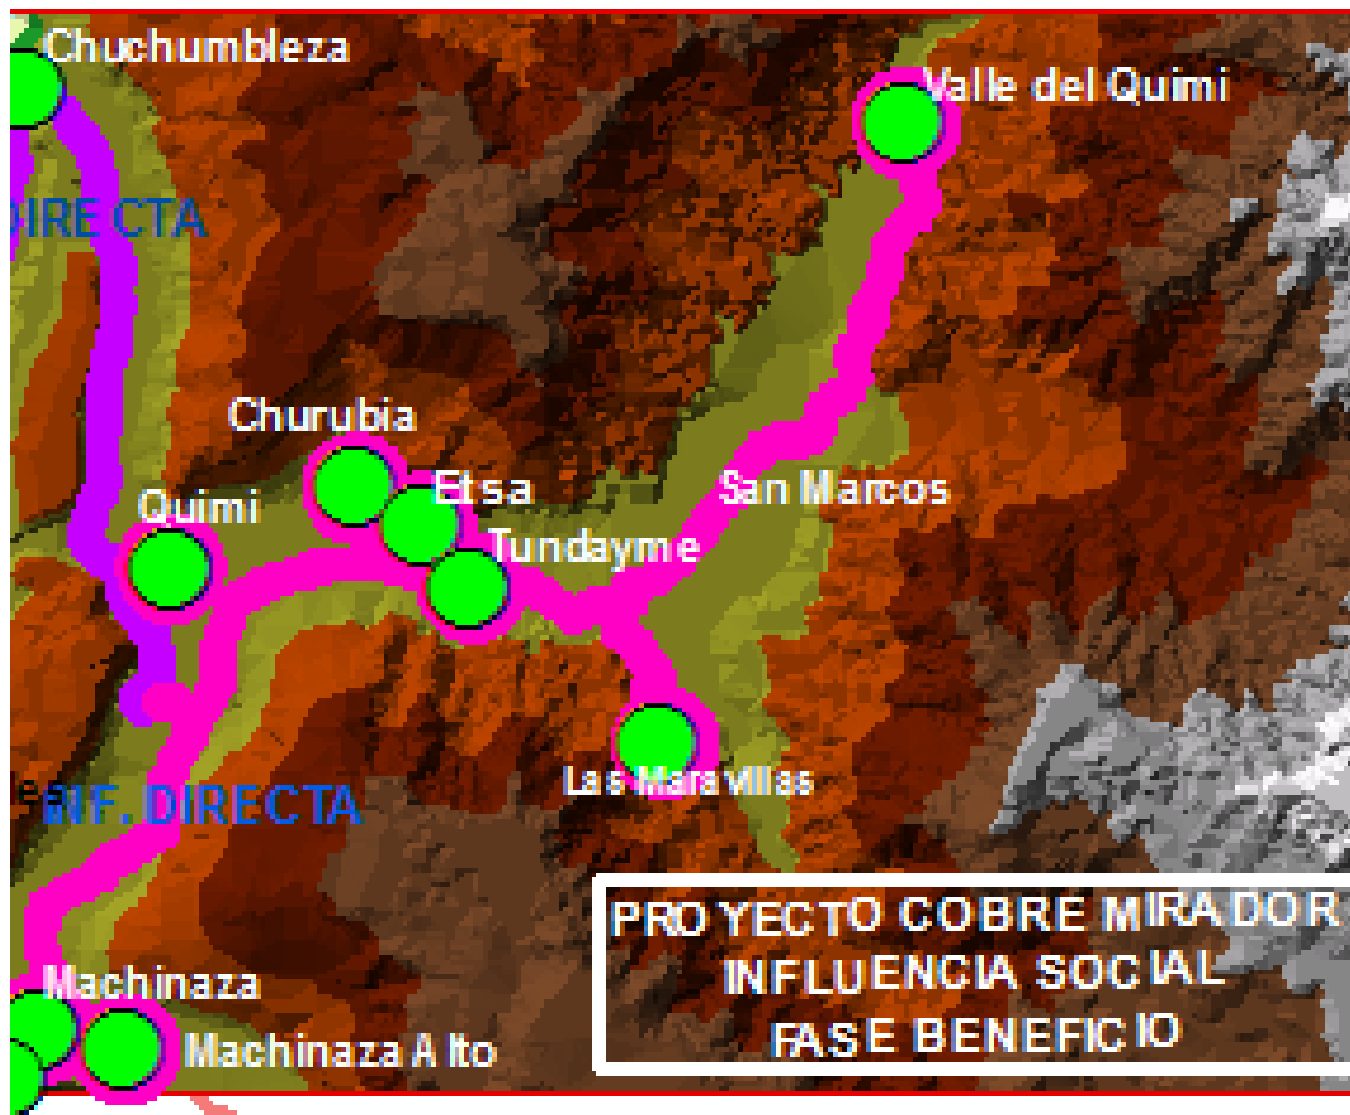 Chuchumbleza
Valle del Quimi
DIRECTA
Churubia
Etsa
San Marcos
Quimi
Tundayme
Las Maravillas
INF. DIRECTA
PROYECTO COBRE MIRADOR
INFLUENCIA SOCIAL
FASE BENEFICIO
Machinaza
Machinaza Alto